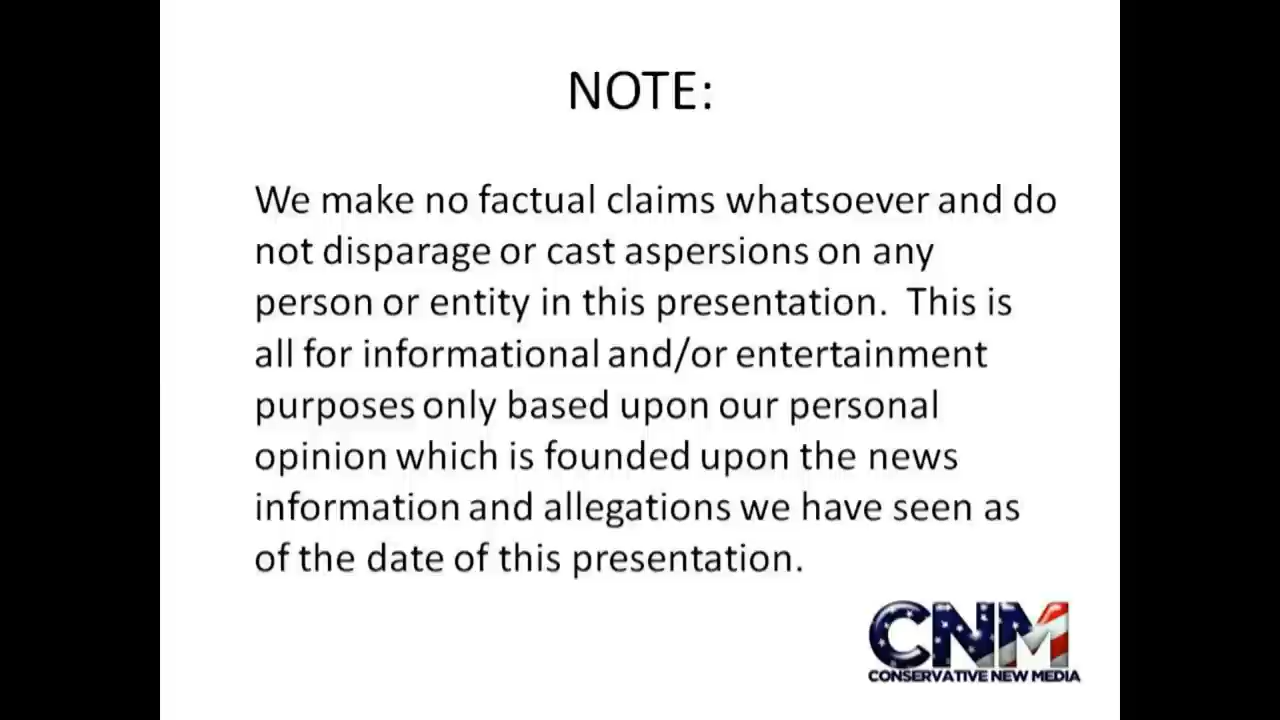 NOTE:
We make no factual claims whatsoever and do
not disparage or cast aspersions on any
person or entity in this presentation.  This is
all for informational and/or entertainment
purposes only based upon our personal
opinion which is founded upon the news
information and allegations we have seen as
of the date of this presentation.
CNM
CONSERVATIVE NEW MEDIA